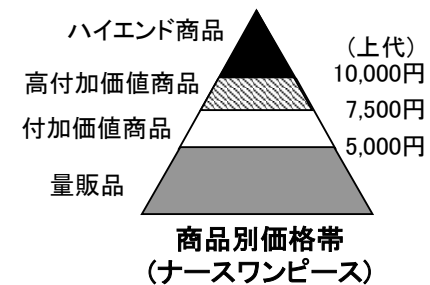 ハイエンド商品
(上代)
10,000円
高付加価値商品
7,500円
付加価値商品
5,000円
量販品
商品別価格帯
(ナースワンピース)